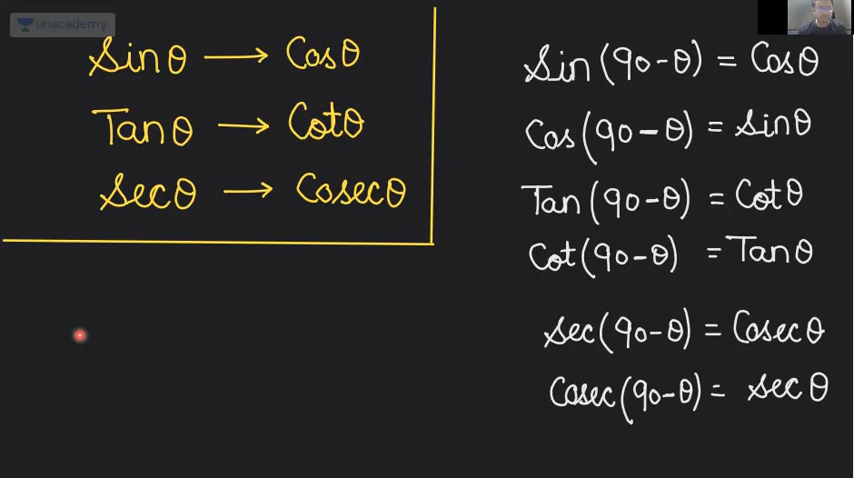 unacademy
Sinθ → Cosθ
Tanθ → Cotθ
Secθ → Cosecθ
Sin(90-θ) = Cosθ
Cos(90-θ) = Sinθ
Tan(90-θ) = Cotθ
Cot(90-θ) = Tanθ
Sec(90-θ) = Cosecθ
Cosec(90-θ) = Secθ